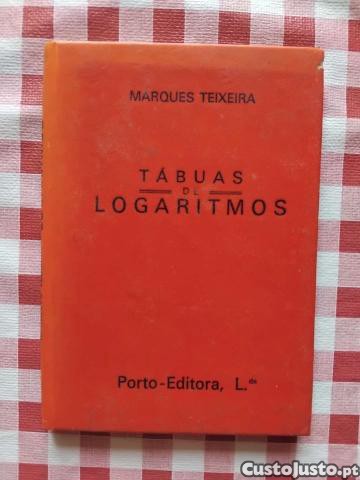 MARQUES TEIXEIRA
TÁBUAS
DE
LOGARITMOS
Porto-Editora, L.da
CustoJusto.pt